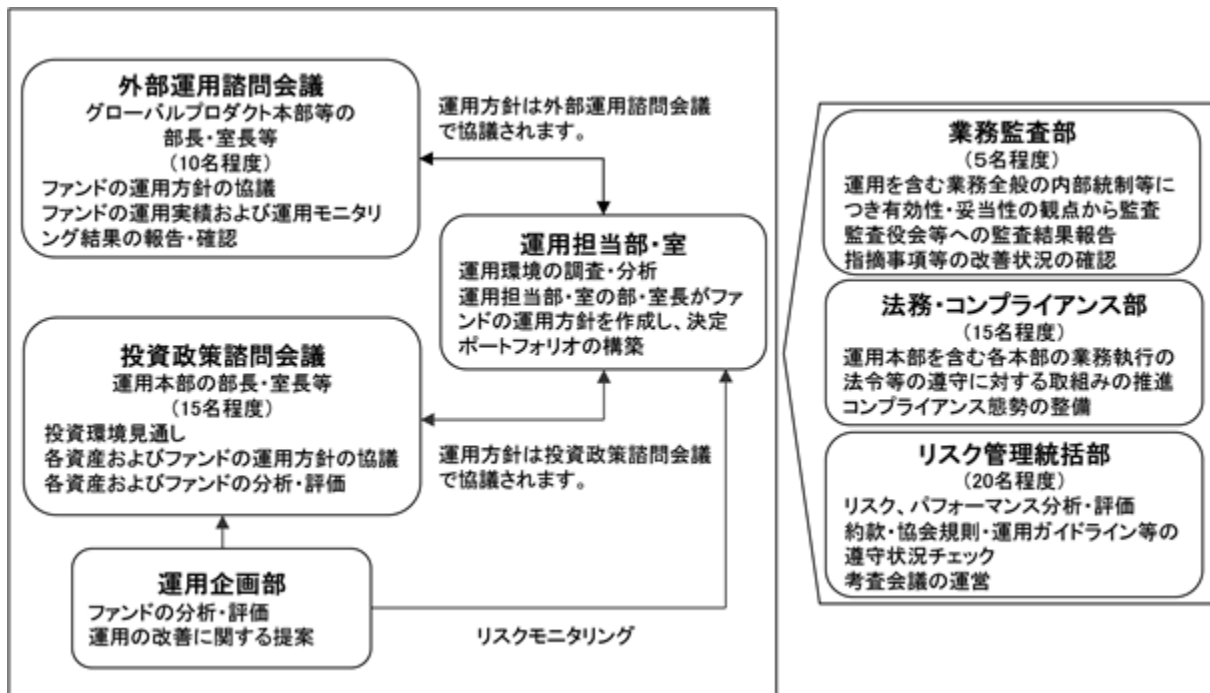 外部運用諮問会議
グローバルプロダクト本部等の
部長・室長等
(10名程度)
ファンドの運用方針の協議
ファンドの運用実績および運用モニタリ
ング結果の報告・確認
運用方針は外部運用諮問会議
で協議されます。
運用担当部・室
運用環境の調査・分析
運用担当部・室の部・室長がファ
ンドの運用方針を作成し、決定
ポートフォリオの構築
投資政策諮問会議
運用本部の部長・室長等
(15名程度)
投資環境見通し
各資産およびファンドの運用方針の協議
各資産およびファンドの分析・評価
運用方針は投資政策諮問会議
で協議されます。
運用企画部
ファンドの分析・評価
運用の改善に関する提案
リスクモニタリング
業務監査部
(5名程度)
運用を含む業務全般の内部統制等に
つき有効性・妥当性の観点から監査
監査役会等への監査結果報告
指摘事項等の改善状況の確認
法務・コンプライアンス部
(15名程度)
運用本部を含む各本部の業務執行の
法令等の遵守に対する取組みの推進
コンプライアンス態勢の整備
リスク管理統括部
(20名程度)
リスク、パフォーマンス分析・評価
約款・協会規則・運用ガイドライン等の
遵守状況チェック
考査会議の運営